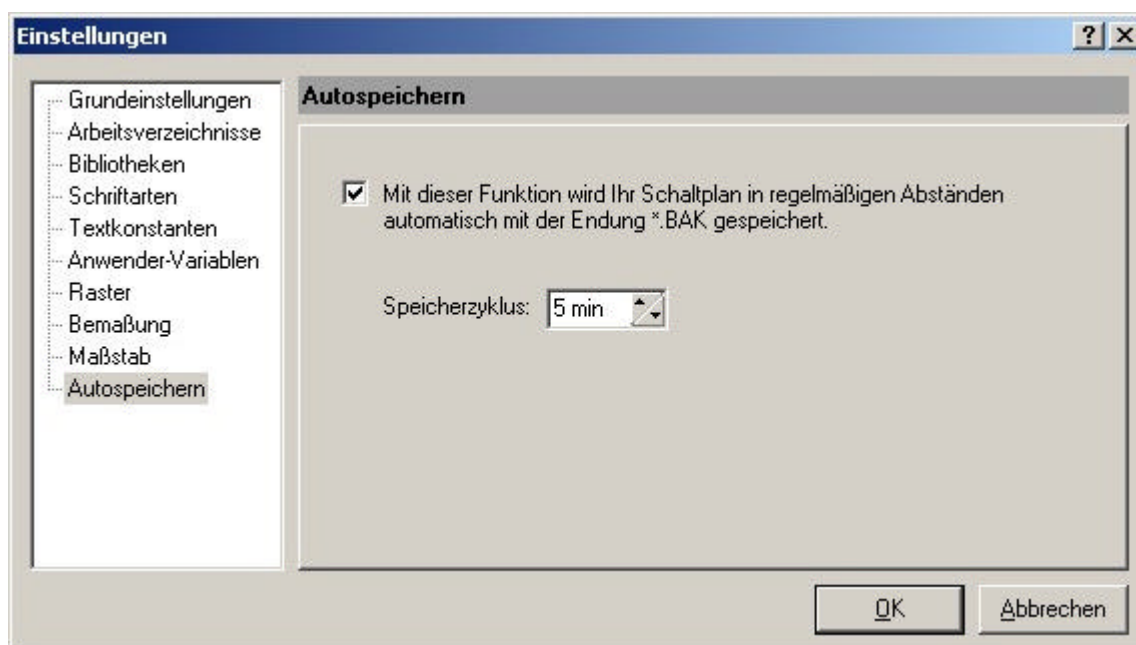 Einstellungen
Grundeinstellungen
Arbeitsverzeichnisse
Bibliotheken
Schriftarten
Textkonstanten
Anwender-Variablen
Raster
Bemaßung
Maßstab
Autospeichern
Autospeichern
Mit dieser Funktion wird Ihr Schaltplan in regelmäßigen Abständen
automatisch mit der Endung *.BAK gespeichert.
Speicherzyklus: 5 min
OK Abbrechen